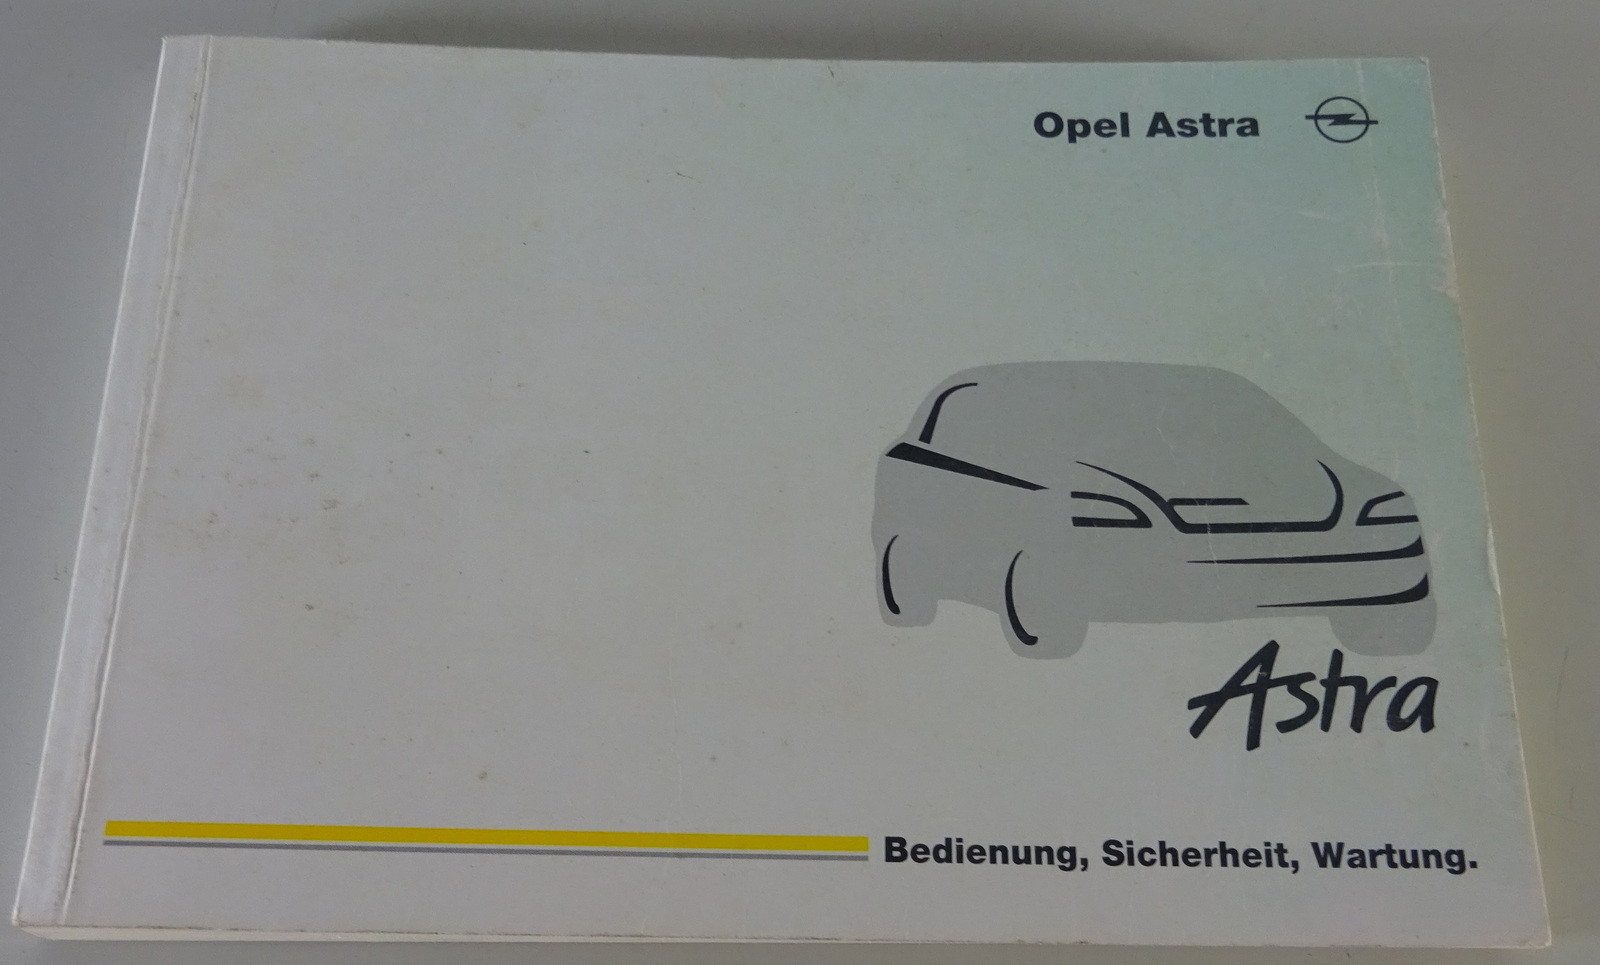 Opel Astra
Astra
Bedienung, Sicherheit, Wartung.